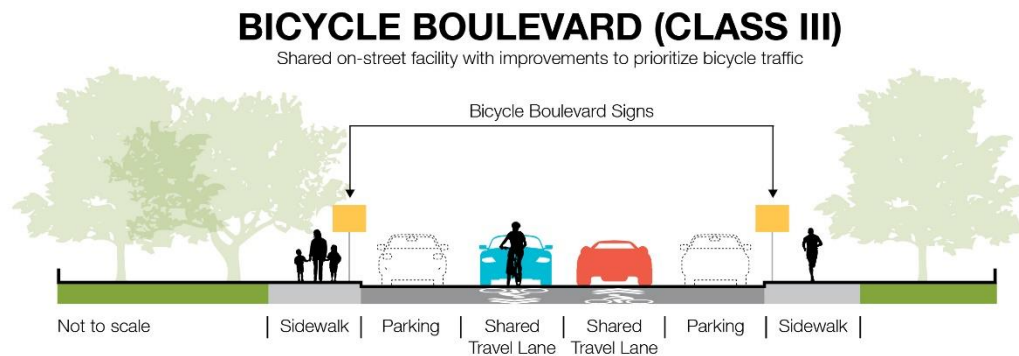 BICYCLE BOULEVARD (CLASS III)
Shared on-street facility with improvements to prioritize bicycle traffic
Bicycle Boulevard Signs
Not to scale
Sidewalk
Parking
Shared
Travel Lane
Shared
Travel Lane
Parking
Sidewalk